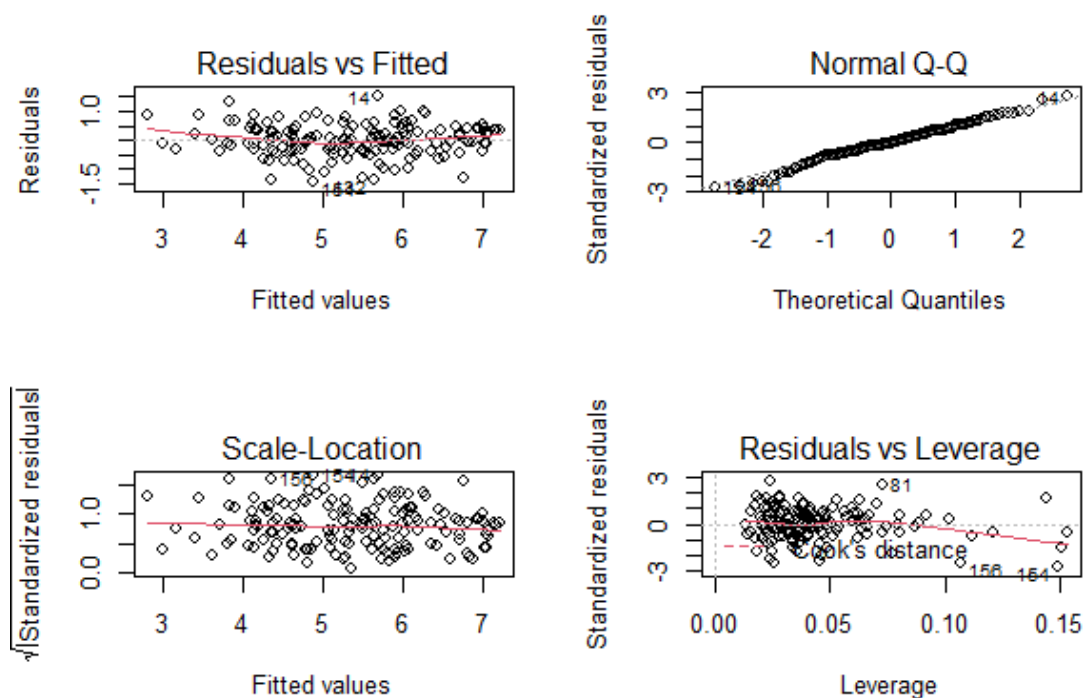 Residuals vs Fitted
Residuals
1.0
-1.5
14
132
3 4 5 6 7
Fitted values
Normal Q-Q
Standardized residuals
3
0
-3
14
-2 -1 0 1 2
Theoretical Quantiles
Scale-Location
√|Standardized residuals|
1.0
0.0
156
154
14
3 4 5 6 7
Fitted values
Residuals vs Leverage
Standardized residuals
3
0
-3
81
Cook's distance
156
154
0.00 0.05 0.10 0.15
Leverage